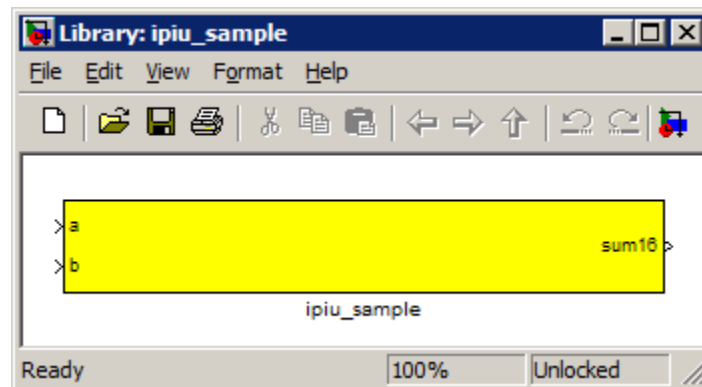 Library: ipiu_sample
File Edit View Format Help
a
sum16
b
ipiu_sample
Ready 100% Unlocked